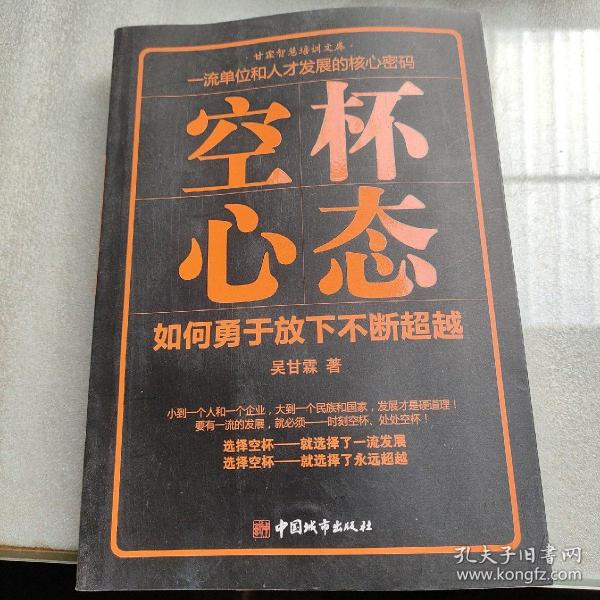 ·甘霖智慧培训文库·
一流单位和人才发展的核心密码
空杯
心态
如何勇于放下不断超越
吴甘霖 著
小到一个人和一个企业，大到一个民族和国家，发展才是硬道理！
要有一流的发展，就必须——时刻空杯、处处空杯！
选择空杯——就选择了一流发展
选择空杯——就选择了永远超越
中国城市出版社
孔夫子旧书网
www.kongfz.com